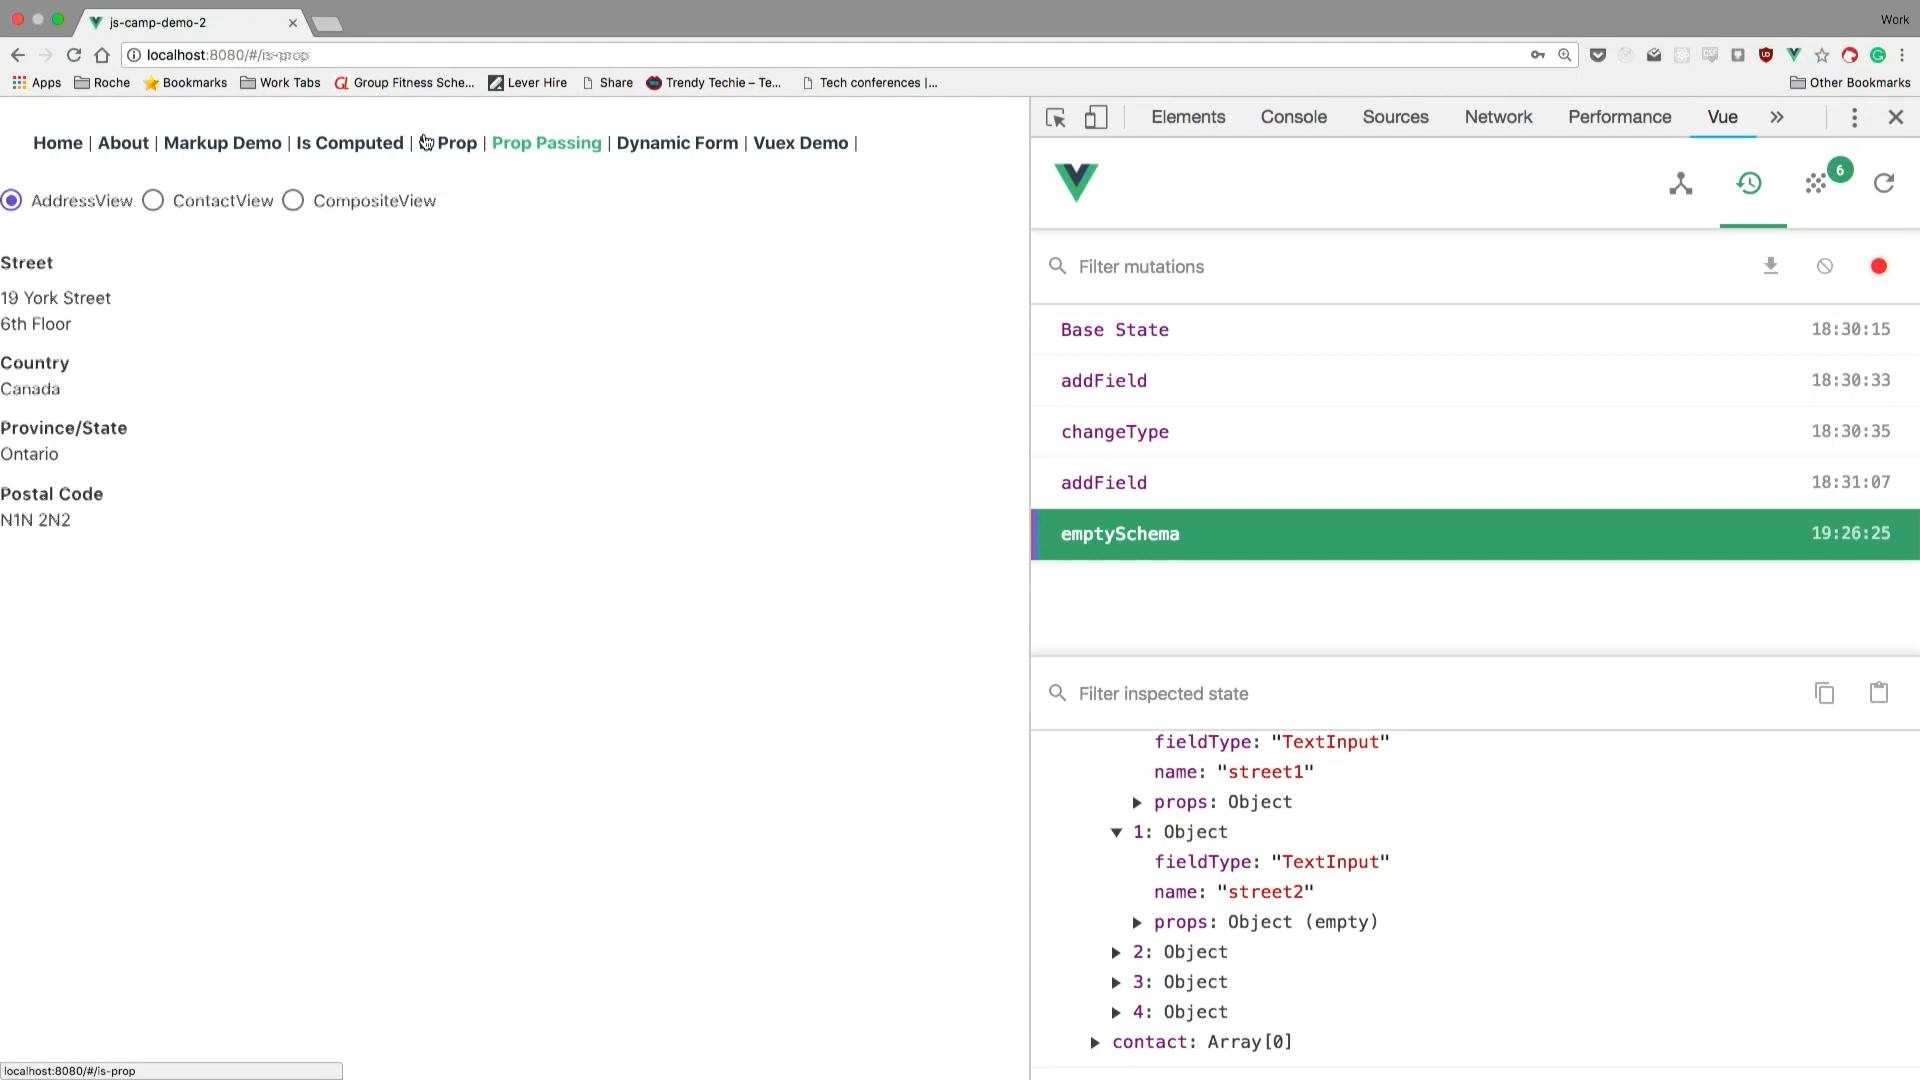 js-camp-demo-2
Work
localhost:8080/#/is-prop
Apps Roche Bookmarks Work Tabs Group Fitness Sche... Lever Hire Share Trendy Techie – Te... Tech conferences |... Other Bookmarks
Home | About | Markup Demo | Is Computed | Prop | Prop Passing | Dynamic Form | Vuex Demo |
AddressView ContactView CompositeView
Street
19 York Street
6th Floor
Country
Canada
Province/State
Ontario
Postal Code
N1N 2N2
localhost:8080/#/is-prop
Elements Console Sources Network Performance Vue »
6
Filter mutations
Base State 18:30:15
addField 18:30:33
changeType 18:30:35
addField 18:31:07
emptySchema 19:26:25
Filter inspected state
fieldType: "TextInput"
name: "street1"
props: Object
1: Object
fieldType: "TextInput"
name: "street2"
props: Object (empty)
2: Object
3: Object
4: Object
contact: Array[0]